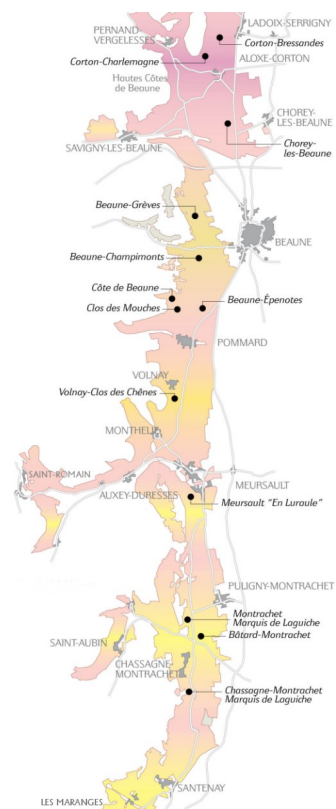 LADOIX-SERRIGNY
PERNAND-
VERGELESSES
Corton-Bressandes
Corton-Charlemagne
ALOXE-CORTON
Hautes Côtes
de Beaune
CHOREY-
LES-BEAUNE
SAVIGNY-LES-BEAUNE
Chorey-
les-Beaune
Beaune-Grèves
BEAUNE
Beaune-Champimonts
Côte de Beaune
Clos des Mouches
Beaune-Épenotes
POMMARD
VOLNAY
Volnay-Clos des Chênes
MONTHELIE
SAINT-ROMAIN
MEURSAULT
AUXEY-DURESSES
Meursault "En Luraule"
PULIGNY-MONTRACHET
Montrachet
Marquis de Laguiche
Bâtard-Montrachet
SAINT-AUBIN
CHASSAGNE-
MONTRACHET
Chassagne-Montrachet
Marquis de Laguiche
SANTENAY
LES MARANGES